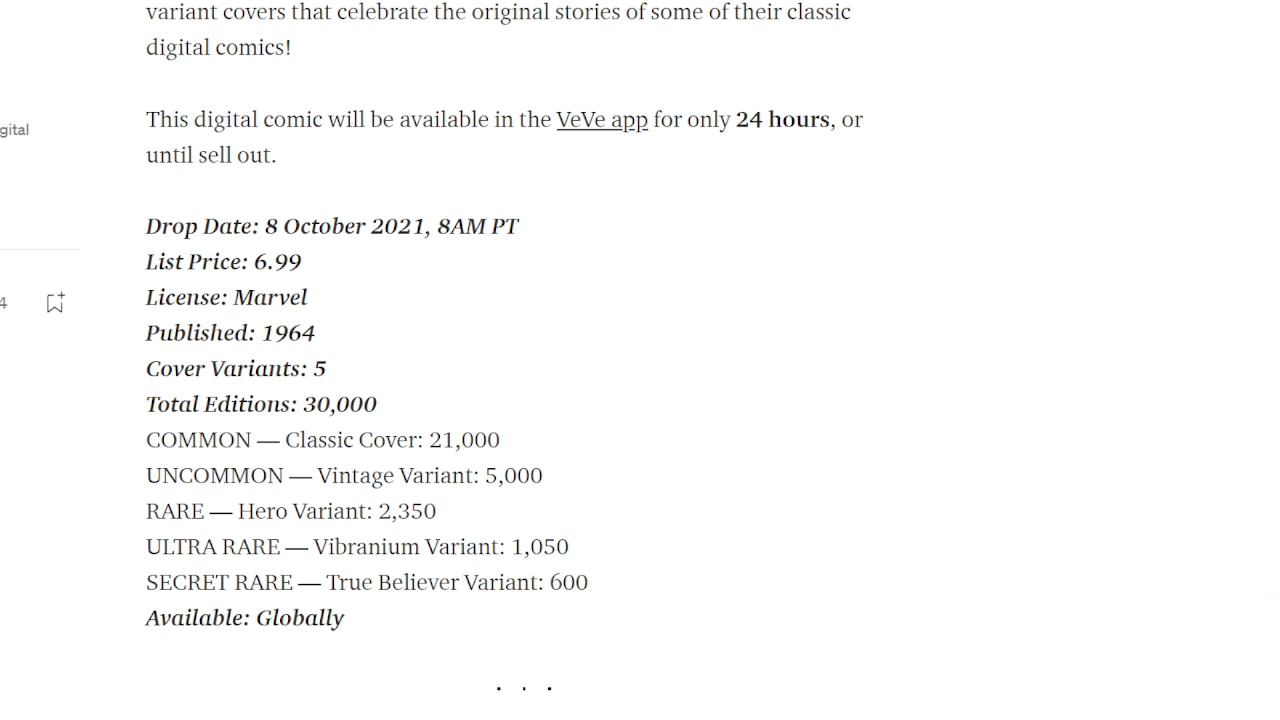 variant covers that celebrate the original stories of some of their classic
digital comics!
gital
This digital comic will be available in the VeVe app for only 24 hours, or
until sell out.
Drop Date: 8 October 2021, 8AM PT
List Price: 6.99
4
License: Marvel
Published: 1964
Cover Variants: 5
Total Editions: 30,000
COMMON — Classic Cover: 21,000
UNCOMMON — Vintage Variant: 5,000
RARE — Hero Variant: 2,350
ULTRA RARE — Vibranium Variant: 1,050
SECRET RARE — True Believer Variant: 600
Available: Globally
. . .